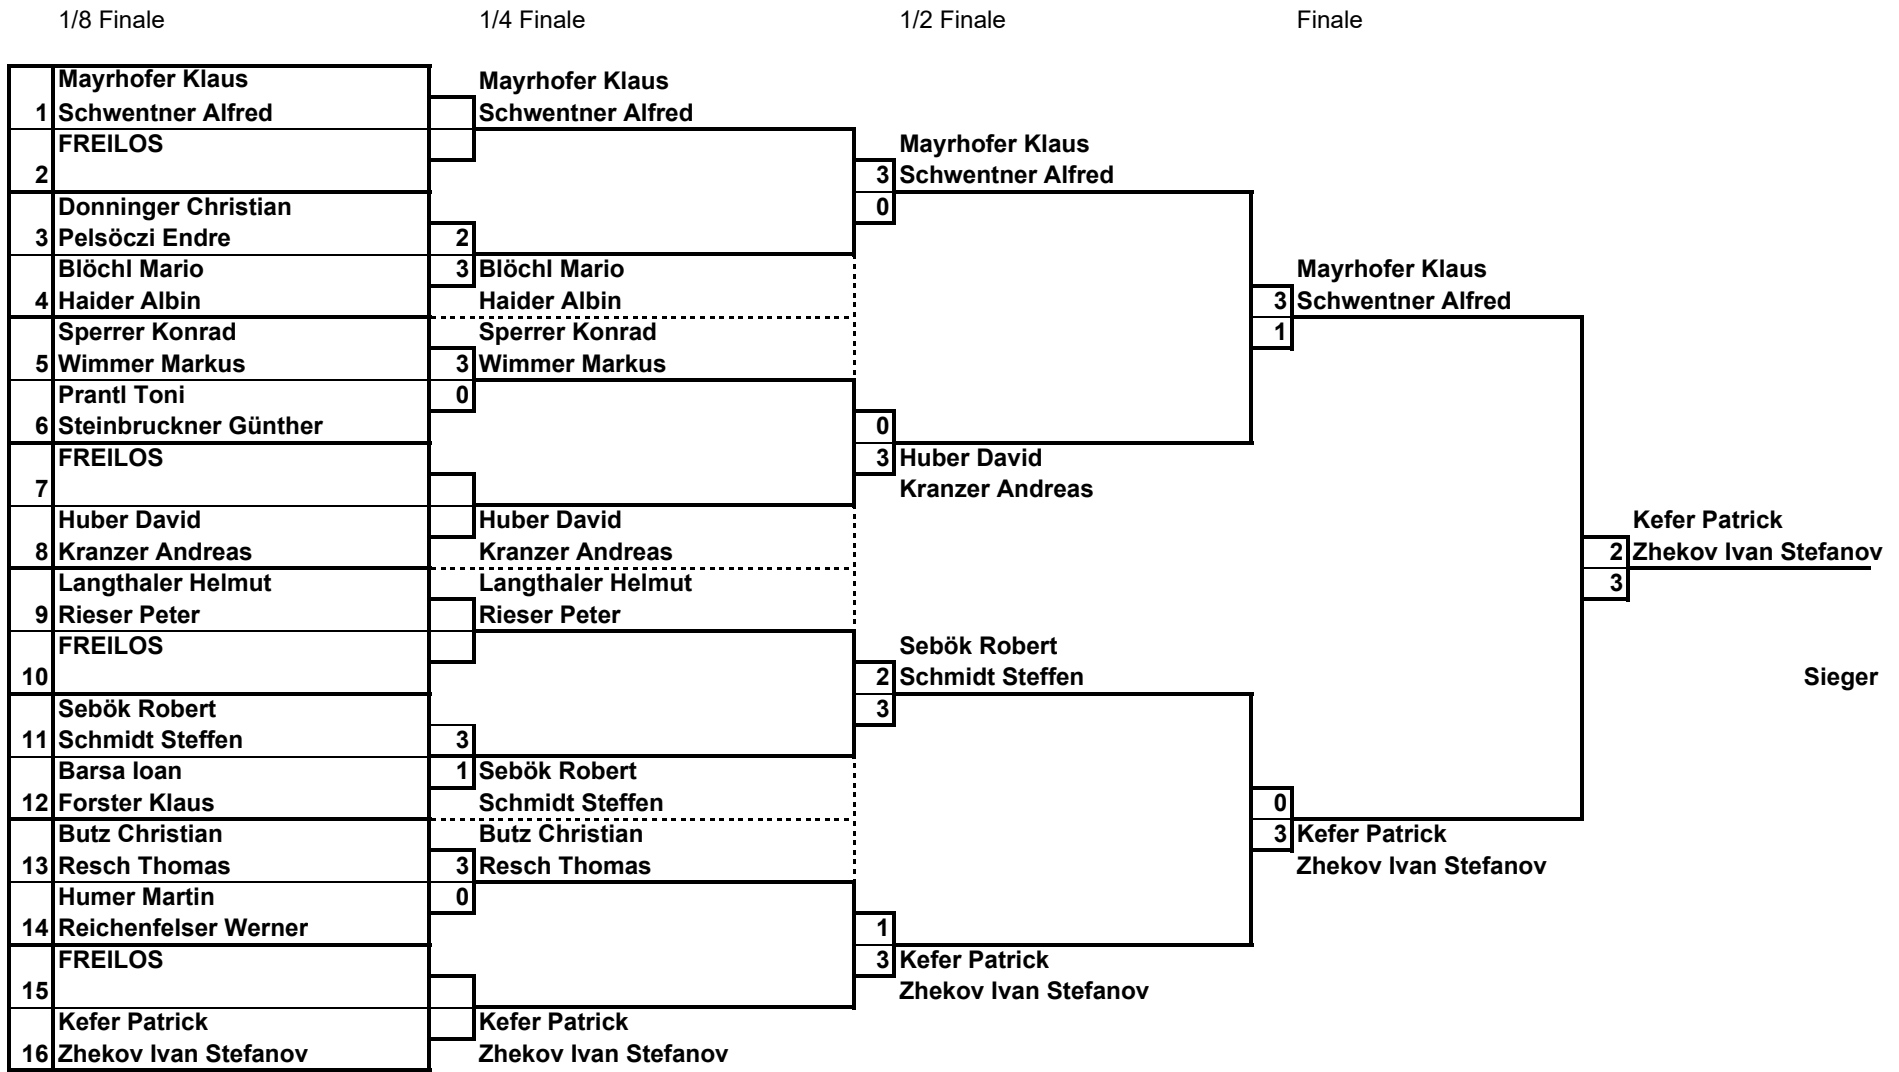 1/8 Finale 1/4 Finale 1/2 Finale Finale
Mayrhofer Klaus Mayrhofer Klaus
1 Schwentner Alfred Schwentner Alfred
FREILOS Mayrhofer Klaus
2 3 Schwentner Alfred
Donninger Christian 0
3 Pelsöczi Endre 2
Blöchl Mario 3 Blöchl Mario Mayrhofer Klaus
4 Haider Albin Haider Albin 3 Schwentner Alfred
Sperrer Konrad Sperrer Konrad 1
5 Wimmer Markus 3 Wimmer Markus
Prantl Toni 0
6 Steinbruckner Günther 0
FREILOS 3 Huber David
7 Kranzer Andreas
Huber David Huber David Kefer Patrick
8 Kranzer Andreas Kranzer Andreas 2 Zhekov Ivan Stefanov
Langthaler Helmut Langthaler Helmut 3
9 Rieser Peter Rieser Peter
FREILOS Sebök Robert
10 2 Schmidt Steffen Sieger
Sebök Robert 3
11 Schmidt Steffen 3
Barsa Ioan 1 Sebök Robert
12 Forster Klaus Schmidt Steffen 0
Butz Christian Butz Christian 3 Kefer Patrick
13 Resch Thomas 3 Resch Thomas Zhekov Ivan Stefanov
Humer Martin 0
14 Reichenfelser Werner 1
FREILOS 3 Kefer Patrick
15 Zhekov Ivan Stefanov
Kefer Patrick Kefer Patrick
16 Zhekov Ivan Stefanov Zhekov Ivan Stefanov